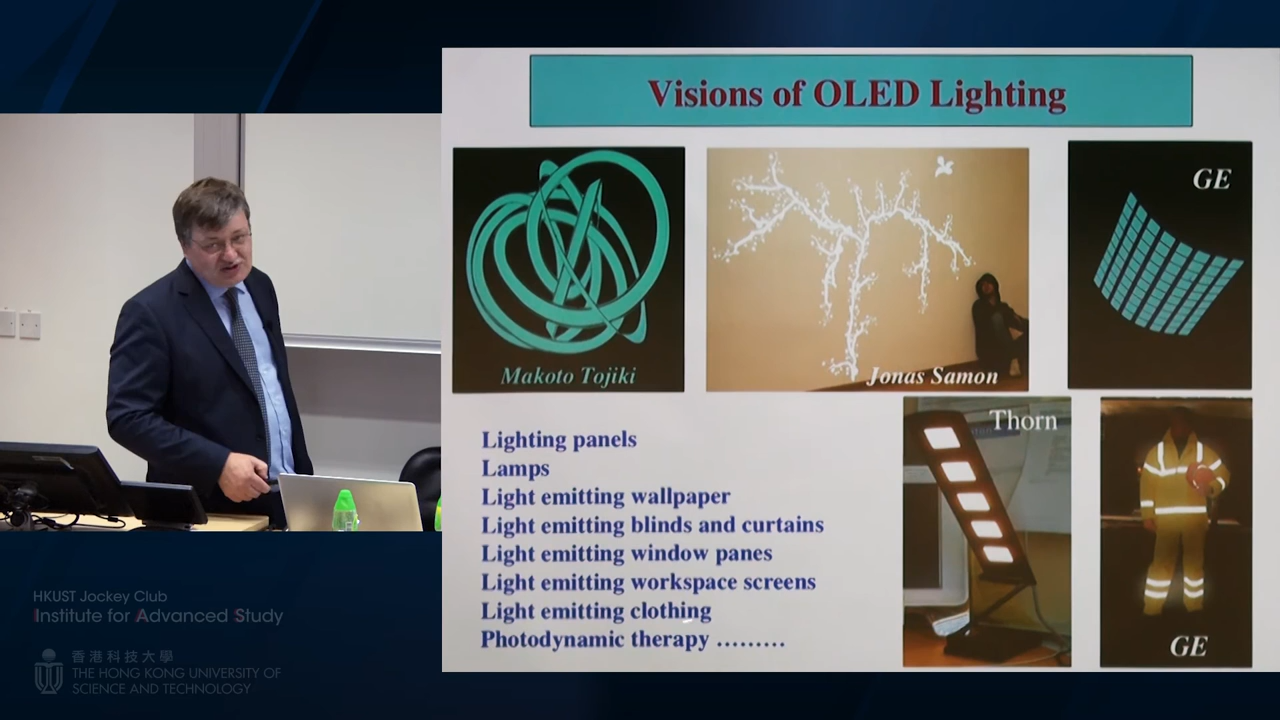 Visions of OLED Lighting
GE
Makoto Tojiki
Jonas Samon
Thorn
Lighting panels
Lamps
Light emitting wallpaper
Light emitting blinds and curtains
Light emitting window panes
Light emitting workspace screens
Light emitting clothing
Photodynamic therapy .........
GE
HKUST Jockey Club
Institute for Advanced Study
香港科技大學
THE HONG KONG UNIVERSITY OF
SCIENCE AND TECHNOLOGY